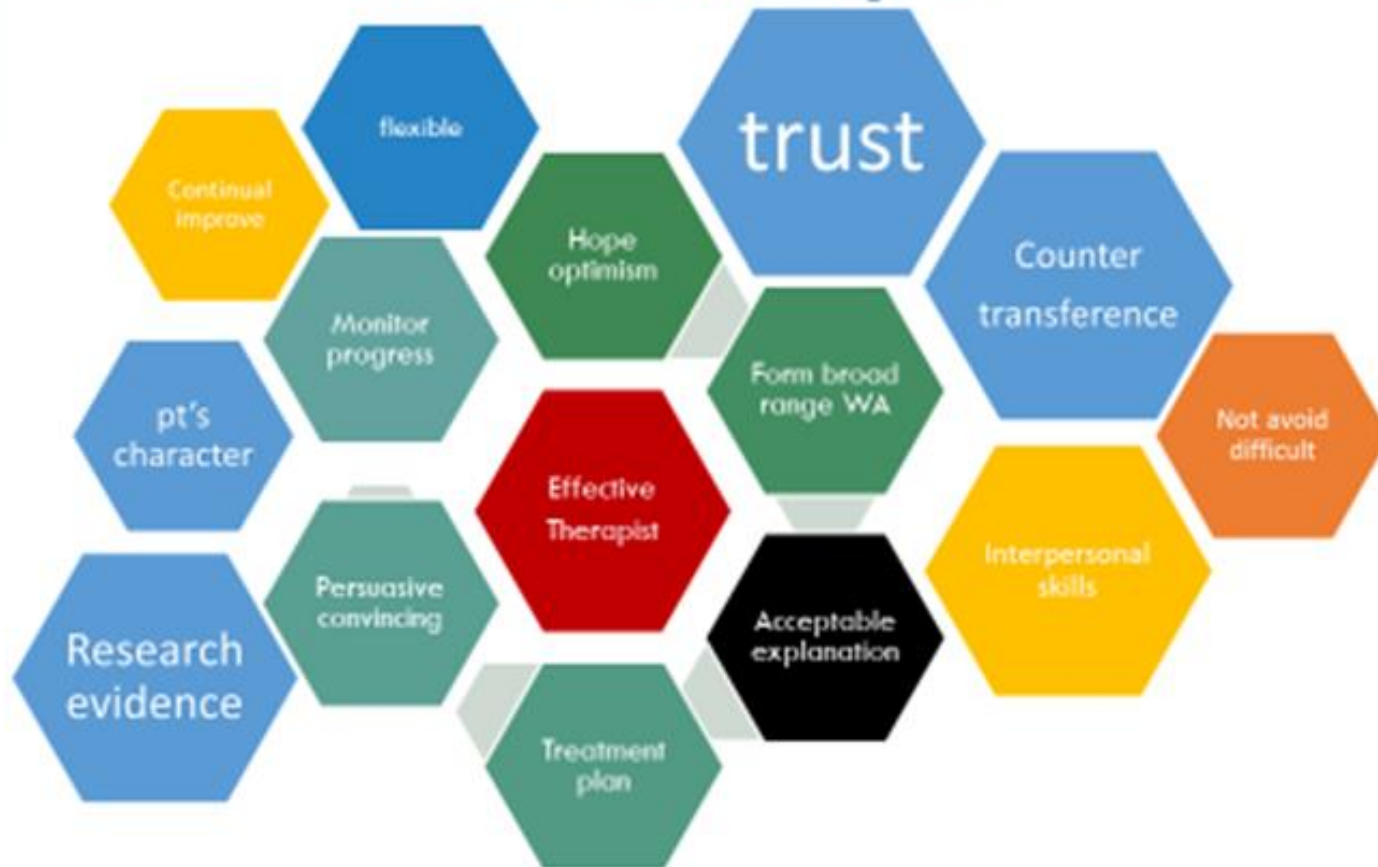 flexible
trust
Continual
improve
Hope
optimism
Counter
transference
Monitor
progress
Form broad
range WA
pt's
character
Not avoid
difficult
Effective
Therapist
Interpersonal
skills
Persuasive
convincing
Acceptable
explanation
Research
evidence
Treatment
plan